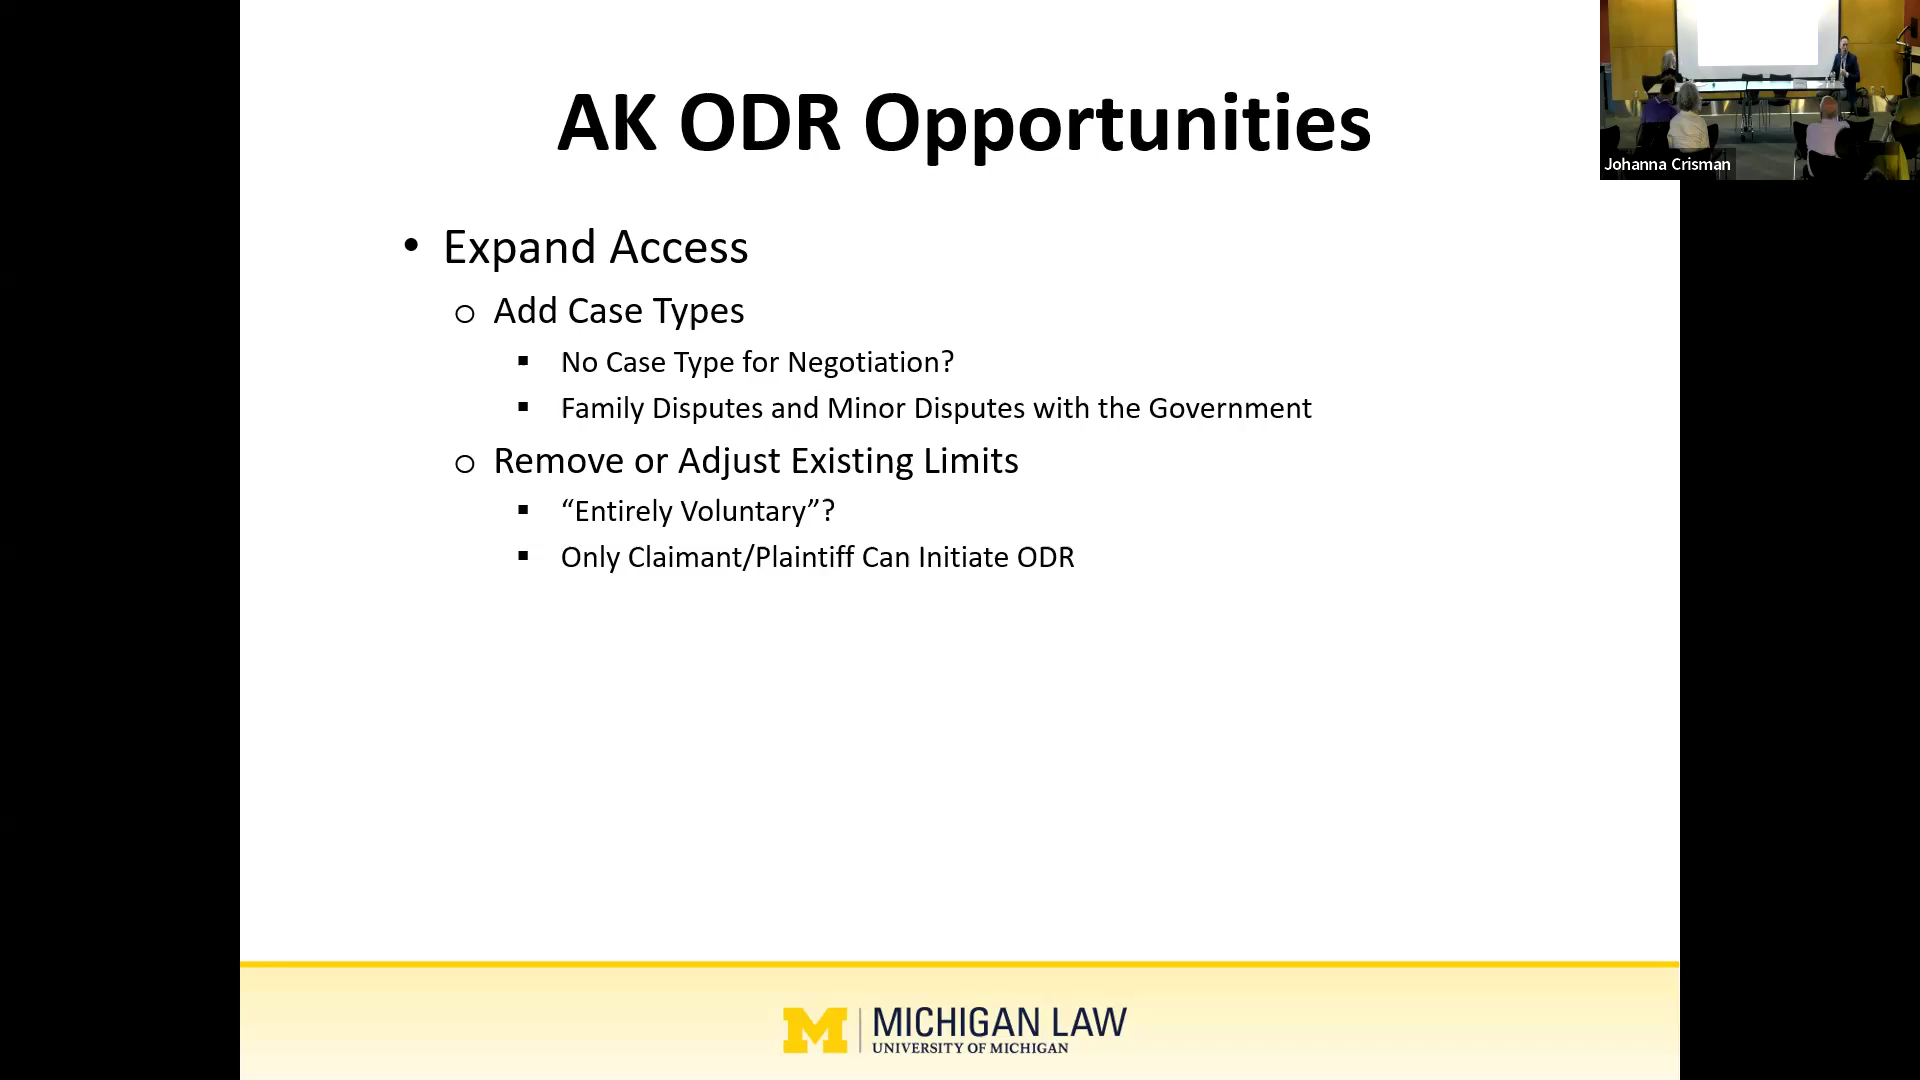 AK ODR Opportunities
Johanna Crisman
• Expand Access
o Add Case Types
▪ No Case Type for Negotiation?
▪ Family Disputes and Minor Disputes with the Government
o Remove or Adjust Existing Limits
▪ “Entirely Voluntary”?
▪ Only Claimant/Plaintiff Can Initiate ODR
M | MICHIGAN LAW
UNIVERSITY OF MICHIGAN